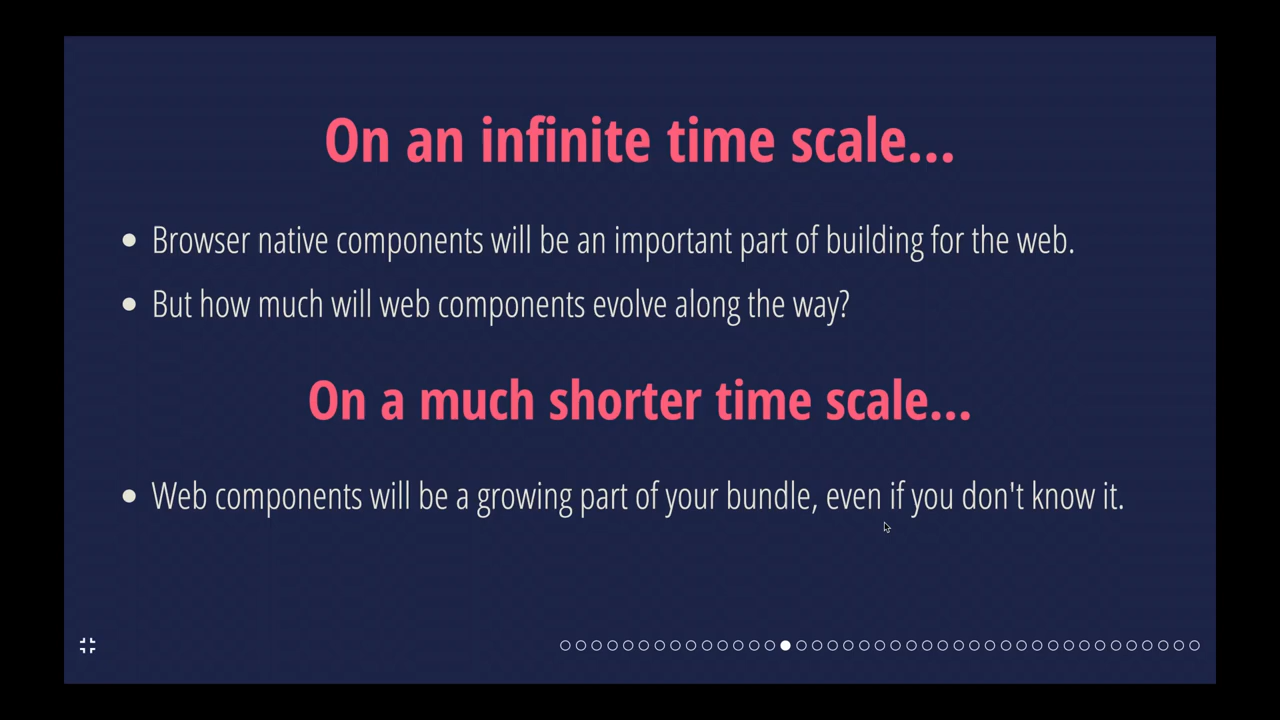 On an infinite time scale...
Browser native components will be an important part of building for the web.
But how much will web components evolve along the way?
On a much shorter time scale...
Web components will be a growing part of your bundle, even if you don't know it.